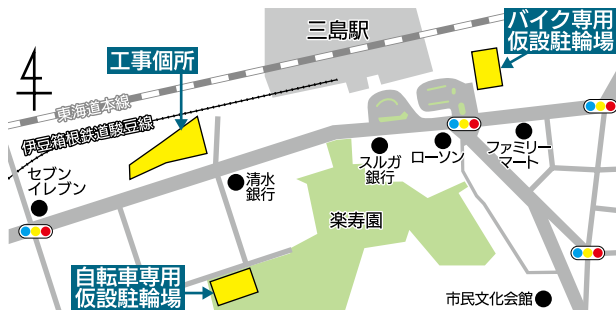 三島駅
バイク専用
仮設駐輪場
工事個所
東海道本線
伊豆箱根鉄道駿豆線
セブン
イレブン
清水
銀行
スルガ
銀行
ローソン
ファミリー
マート
楽寿園
自転車専用
仮設駐輪場
市民文化会館